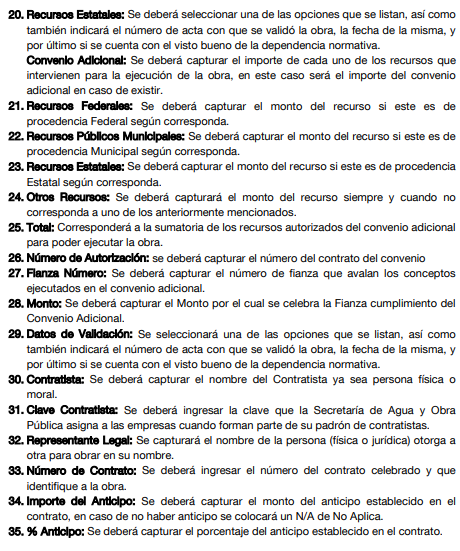 20. Recursos Estatales: Se deberá seleccionar una de las opciones que se listan, así como
también indicará el número de acta con que se validó la obra, la fecha de la misma, y
por último si se cuenta con el visto bueno de la dependencia normativa.
Convenio Adicional: Se deberá capturar el importe de cada uno de los recursos que
intervienen para la ejecución de la obra, en este caso será el importe del convenio
adicional en caso de existir.
21. Recursos Federales: Se deberá capturar el monto del recurso si este es de
procedencia Federal según corresponda.
22. Recursos Públicos Municipales: Se deberá capturar el monto del recurso si este es de
procedencia Municipal según corresponda.
23. Recursos Estatales: Se deberá capturar el monto del recurso si este es de procedencia
Estatal según corresponda.
24. Otros Recursos: Se deberá capturará el monto del recurso siempre y cuando no
corresponda a uno de los anteriormente mencionados.
25. Total: Corresponderá a la sumatoria de los recursos autorizados del convenio adicional
para poder ejecutar la obra.
26. Número de Autorización: se deberá capturar el número del contrato del convenio
27. Fianza Número: Se deberá capturar el número de fianza que avalan los conceptos
ejecutados en el convenio adicional.
28. Monto: Se deberá capturar el Monto por el cual se celebra la Fianza cumplimiento del
Convenio Adicional.
29. Datos de Validación: Se seleccionará una de las opciones que se listan, así como
también indicará el número de acta con que se validó la obra, la fecha de la misma, y
por último si se cuenta con el visto bueno de la dependencia normativa.
30. Contratista: Se deberá capturar el nombre del Contratista ya sea persona física o
moral.
31. Clave Contratista: Se deberá ingresar la clave que la Secretaría de Agua y Obra
Pública asigna a las empresas cuando forman parte de su padrón de contratistas.
32. Representante Legal: Se capturará el nombre de la persona (física o jurídica) otorga a
otra para obrar en su nombre.
33. Número de Contrato: Se deberá ingresar el número del contrato celebrado y que
identifique a la obra.
34. Importe del Anticipo: Se deberá capturar el monto del anticipo establecido en el
contrato, en caso de no haber anticipo se colocará un N/A de No Aplica.
35. % Anticipo: Se deberá capturar el porcentaje del anticipo establecido en el contrato.